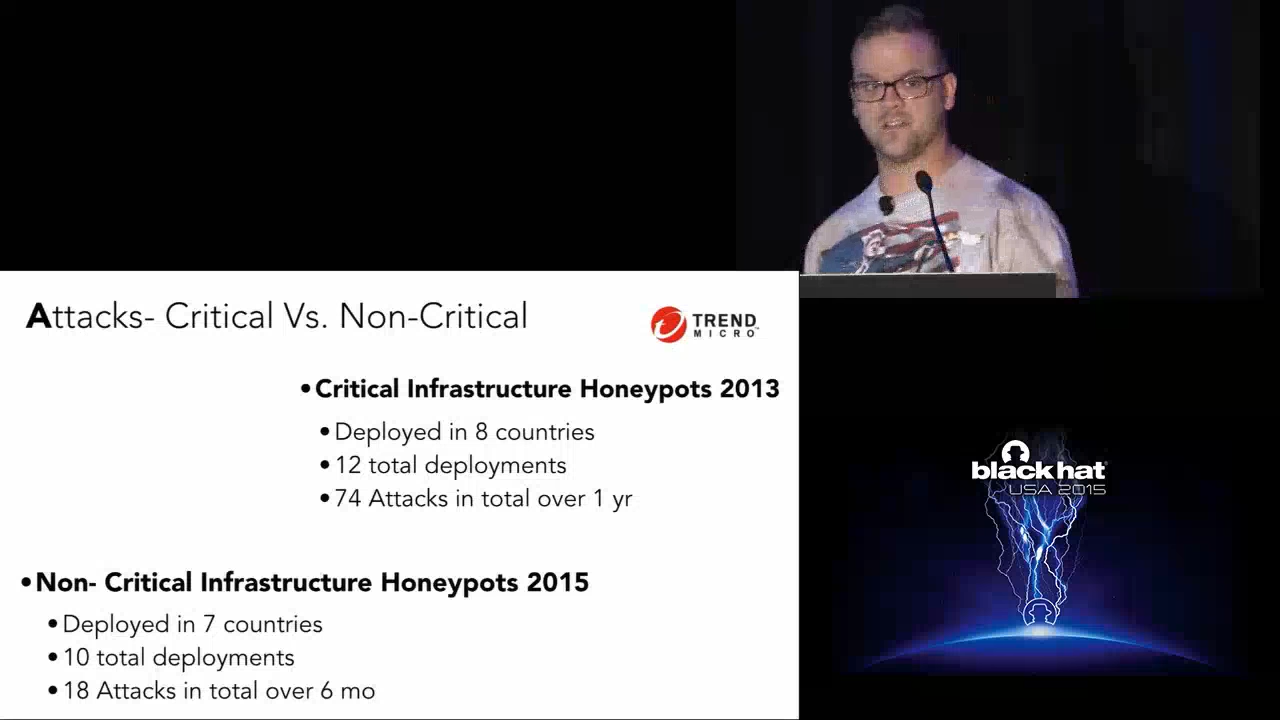 Attacks- Critical Vs. Non-Critical
TREND
MICRO
•Critical Infrastructure Honeypots 2013
•Deployed in 8 countries
•12 total deployments
•74 Attacks in total over 1 yr
•Non- Critical Infrastructure Honeypots 2015
•Deployed in 7 countries
•10 total deployments
•18 Attacks in total over 6 mo
black hat
USA 2015